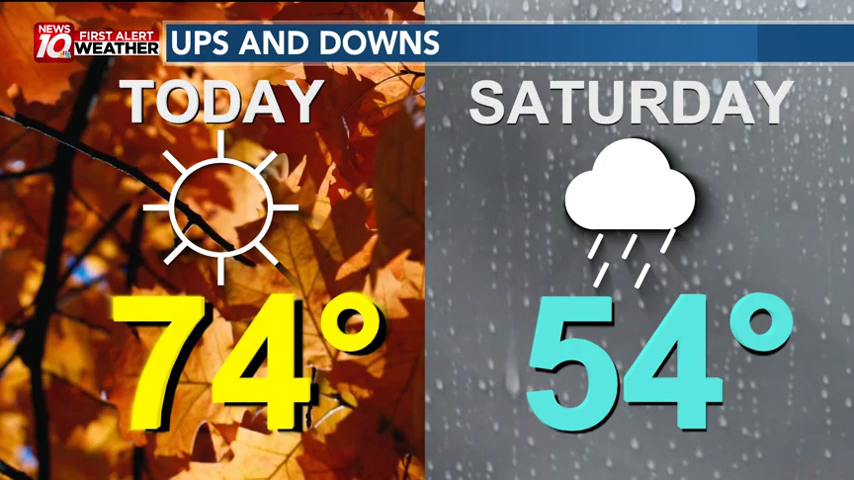 NEWS
10
FIRST ALERT
WEATHER
UPS AND DOWNS
TODAY
74°
SATURDAY
54°